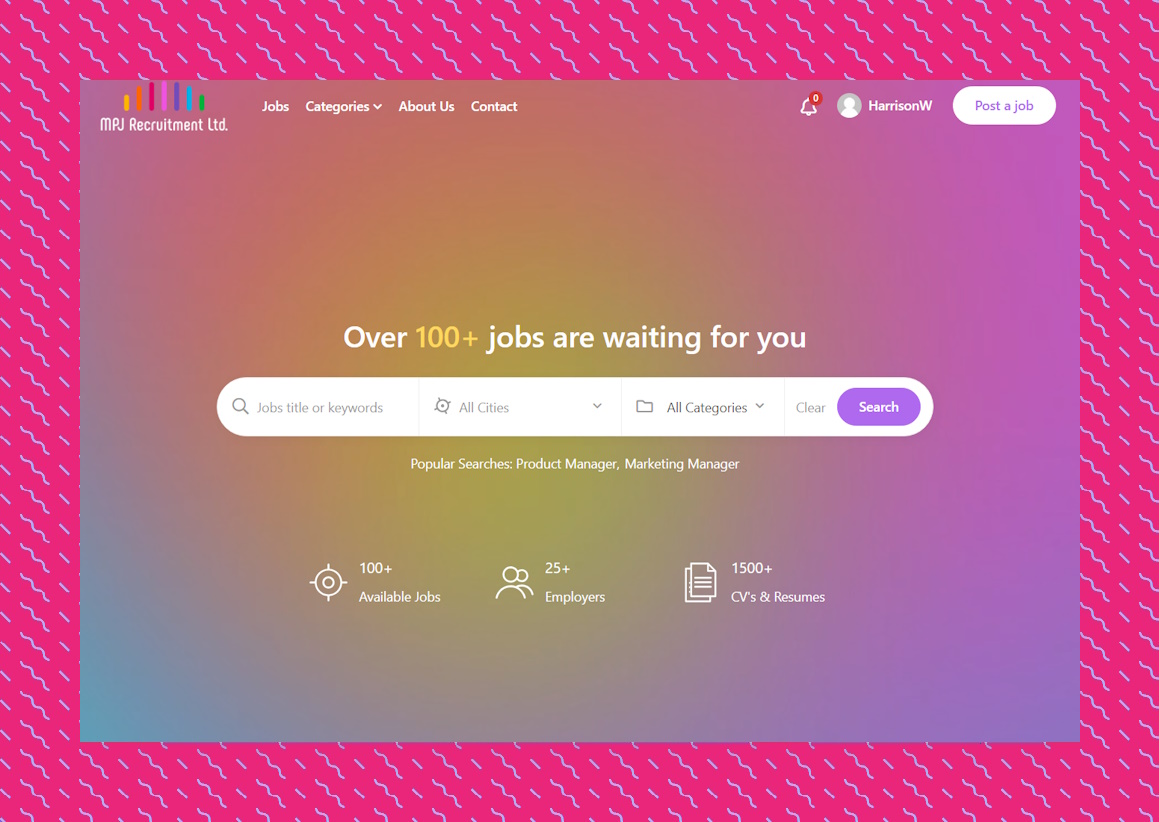 MPJ Recruitment Ltd.
Jobs Categories About Us Contact
0
HarrisonW
Post a job
Over 100+ jobs are waiting for you
Jobs title or keywords
All Cities
All Categories
Clear
Search
Popular Searches: Product Manager, Marketing Manager
100+
Available Jobs
25+
Employers
1500+
CV's & Resumes